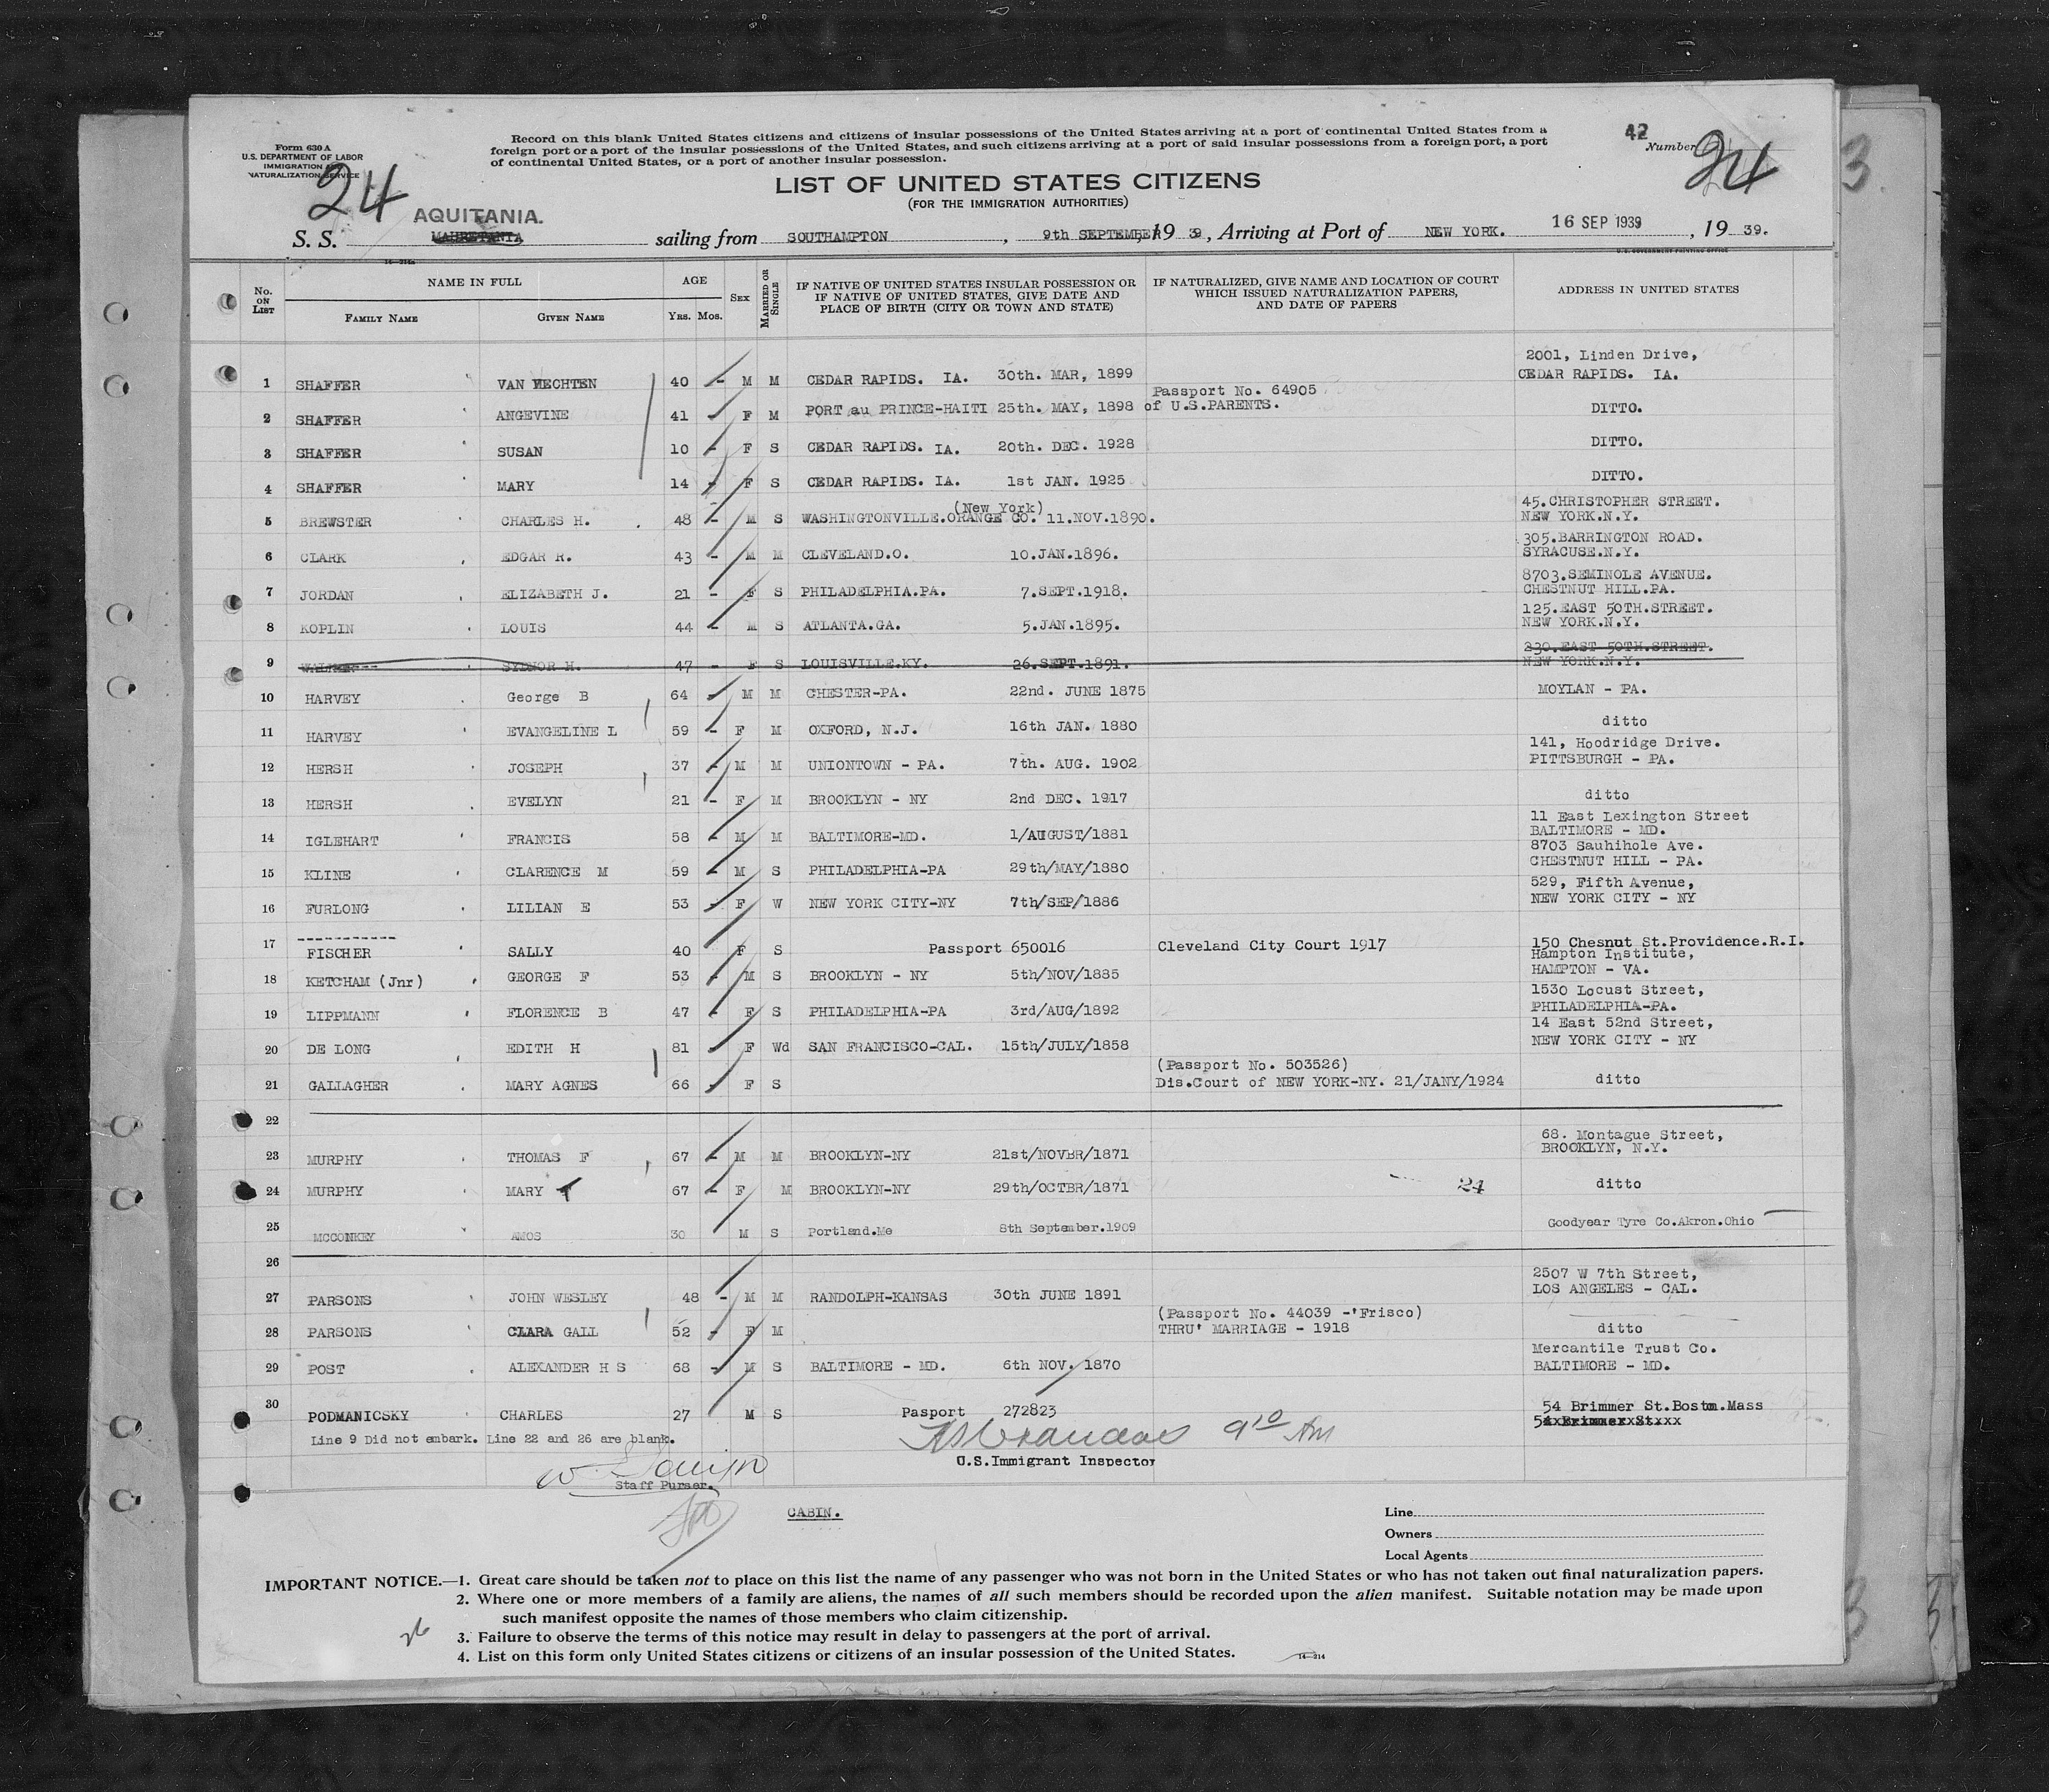 Form 630 A
U.S. DEPARTMENT OF LABOR
IMMIGRATION AND
NATURALIZATION SERVICE
24
Record on this blank United States citizens and citizens of insular possessions of the United States arriving at a port of continental United States from a
foreign port or a port of the insular possessions of the United States, and such citizens arriving at a port of said insular possessions from a foreign port, a port
of continental United States, or a port of another insular possession.
42
Number 24
3.
LIST OF UNITED STATES CITIZENS
(FOR THE IMMIGRATION AUTHORITIES)
AQUITANIA.
S. S. MAURETANIA sailing from SOUTHAMPTON, 9th SEPTEMBER 1939, Arriving at Port of NEW YORK. 16 SEP 1939, 1939.
U.S. GOVERNMENT PRINTING OFFICE
No. ON LIST NAME IN FULL AGE SEX MARRIED OR SINGLE IF NATIVE OF UNITED STATES INSULAR POSSESSION OR IF NATIVE OF UNITED STATES, GIVE DATE AND PLACE OF BIRTH (CITY OR TOWN AND STATE) IF NATURALIZED, GIVE NAME AND LOCATION OF COURT WHICH ISSUED NATURALIZATION PAPERS, AND DATE OF PAPERS ADDRESS IN UNITED STATES
FAMILY NAME GIVEN NAME YRS. MOS.
2001, Linden Drive,
1 SHAFFER VAN VECHTEN 40 - M M CEDAR RAPIDS. IA. 30th. MAR, 1899 CEDAR RAPIDS. IA.
Passport No. 64905
2 SHAFFER ANGEVINE 41 - F M PORT au PRINCE-HAITI 25th. MAY, 1898 of U.S.PARENTS. DITTO.
3 SHAFFER SUSAN 10 - F S CEDAR RAPIDS. IA. 20th. DEC. 1928 DITTO.
4 SHAFFER MARY 14 - F S CEDAR RAPIDS. IA. 1st JAN. 1925 DITTO.
(New York) 45.CHRISTOPHER STREET.
5 BREWSTER CHARLES H. 48 - M S WASHINGTONVILLE.ORANGE CO. 11.NOV.1890. NEW YORK.N.Y.
305.BARRINGTON ROAD.
6 CLARK EDGAR R. 43 - M M CLEVELAND.O. 10.JAN.1896. SYRACUSE.N.Y.
8703.SEMINOLE AVENUE.
7 JORDAN ELIZABETH J. 21 - F S PHILADELPHIA.PA. 7.SEPT.1918. CHESTNUT HILL.PA.
125.EAST 50TH.STREET.
8 KOPLIN LOUIS 44 - M S ATLANTA.GA. 5.JAN.1895. NEW YORK.N.Y.
230.EAST 50TH.STREET.
9 SYDNOR H. 47 - F S LOUISVILLE.KY. 26.SEPT.1891. NEW YORK.N.Y.
10 HARVEY George B 64 - M M CHESTER-PA. 22nd. JUNE 1875 MOYLAN - PA.
11 HARVEY EVANGELINE L 59 - F M OXFORD, N.J. 16th JAN. 1880 ditto
141, Hoodridge Drive.
12 HERSH JOSEPH 37 - M M UNIONTOWN - PA. 7th. AUG. 1902 PITTSBURGH - PA.
13 HERSH EVELYN 21 - F M BROOKLYN - NY 2nd DEC. 1917 ditto
11 East Lexington Street
14 IGLEHART FRANCIS 58 - M M BALTIMORE-MD. 1/AUGUST/1881 BALTIMORE - MD.
8703 Sauhihole Ave.
15 KLINE CLARENCE M 59 - M S PHILADELPHIA-PA 29th/MAY/1880 CHESTNUT HILL - PA.
529, Fifth Avenue,
16 FURLONG LILIAN E 53 - F W NEW YORK CITY-NY 7th/SEP/1886 NEW YORK CITY - NY
17 FISCHER SALLY 40 F S Passport 650016 Cleveland City Court 1917 150 Chesnut St.Providence.R.I.
Hampton Institute,
18 KETCHAM (Jnr) GEORGE F 53 - M S BROOKLYN - NY 5th/NOV/1885 HAMPTON - VA.
1530 Locust Street,
19 LIPPMANN FLORENCE B 47 - F S PHILADELPHIA-PA 3rd/AUG/1892 PHILADELPHIA-PA.
14 East 52nd Street,
20 DE LONG EDITH H 81 - F Wd SAN FRANCISCO-CAL. 15th/JULY/1858 NEW YORK CITY - NY
(Passport No. 503526)
21 GALLAGHER MARY AGNES 66 - F S Dis.Court of NEW YORK-NY. 21/JANY/1924 ditto
22
68. Montague Street,
23 MURPHY THOMAS F 67 - M M BROOKLYN-NY 21st/NOVBR/1871 BROOKLYN, N.Y.
24 MURPHY MARY 67 - F M BROOKLYN-NY 29th/OCTBR/1871 24 ditto
25 MCCONKEY AMOS 30 M S Portland.Me 8th September.1909 Goodyear Tyre Co.Akron.Ohio
26
2507 W 7th Street,
27 PARSONS JOHN WESLEY 48 - M M RANDOLPH-KANSAS 30th JUNE 1891 LOS ANGELES - CAL.
(Passport No. 44039 -'Frisco)
28 PARSONS CLARA GALL 52 - F M THRU' MARRIAGE - 1918 ditto
Mercantile Trust Co.
29 POST ALEXANDER H S 68 - M S BALTIMORE - MD. 6th NOV. 1870 BALTIMORE - MD.
30 PODMANICSKY CHARLES 27 M S Pasport 272823 54 Brimmer St.Boston.Mass
Line 9 Did not embark. Line 22 and 26 are blank.
9 10 Am
U.S.Immigrant Inspector
Staff Purser.
CABIN.
Line
Owners
Local Agents
IMPORTANT NOTICE.—1. Great care should be taken not to place on this list the name of any passenger who was not born in the United States or who has not taken out final naturalization papers.
2. Where one or more members of a family are aliens, the names of all such members should be recorded upon the alien manifest. Suitable notation may be made upon
such manifest opposite the names of those members who claim citizenship.
3. Failure to observe the terms of this notice may result in delay to passengers at the port of arrival.
4. List on this form only United States citizens or citizens of an insular possession of the United States.
26